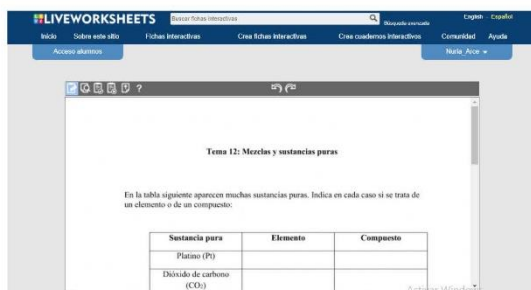 LIVEWORKSHEETS
Buscar fichas interactivas
Búsqueda avanzada
English - Español
Inicio Sobre este sitio Fichas interactivas Crea fichas interactivas Crea cuadernos interactivos Comunidad Ayuda
Acceso alumnos
Nuria_Arce
?
Tema 12: Mezclas y sustancias puras
En la tabla siguiente aparecen muchas sustancias puras. Indica en cada caso si se trata de
un elemento o de un compuesto:
Sustancia pura Elemento Compuesto
Platino (Pt)
Dióxido de carbono
(CO₂)